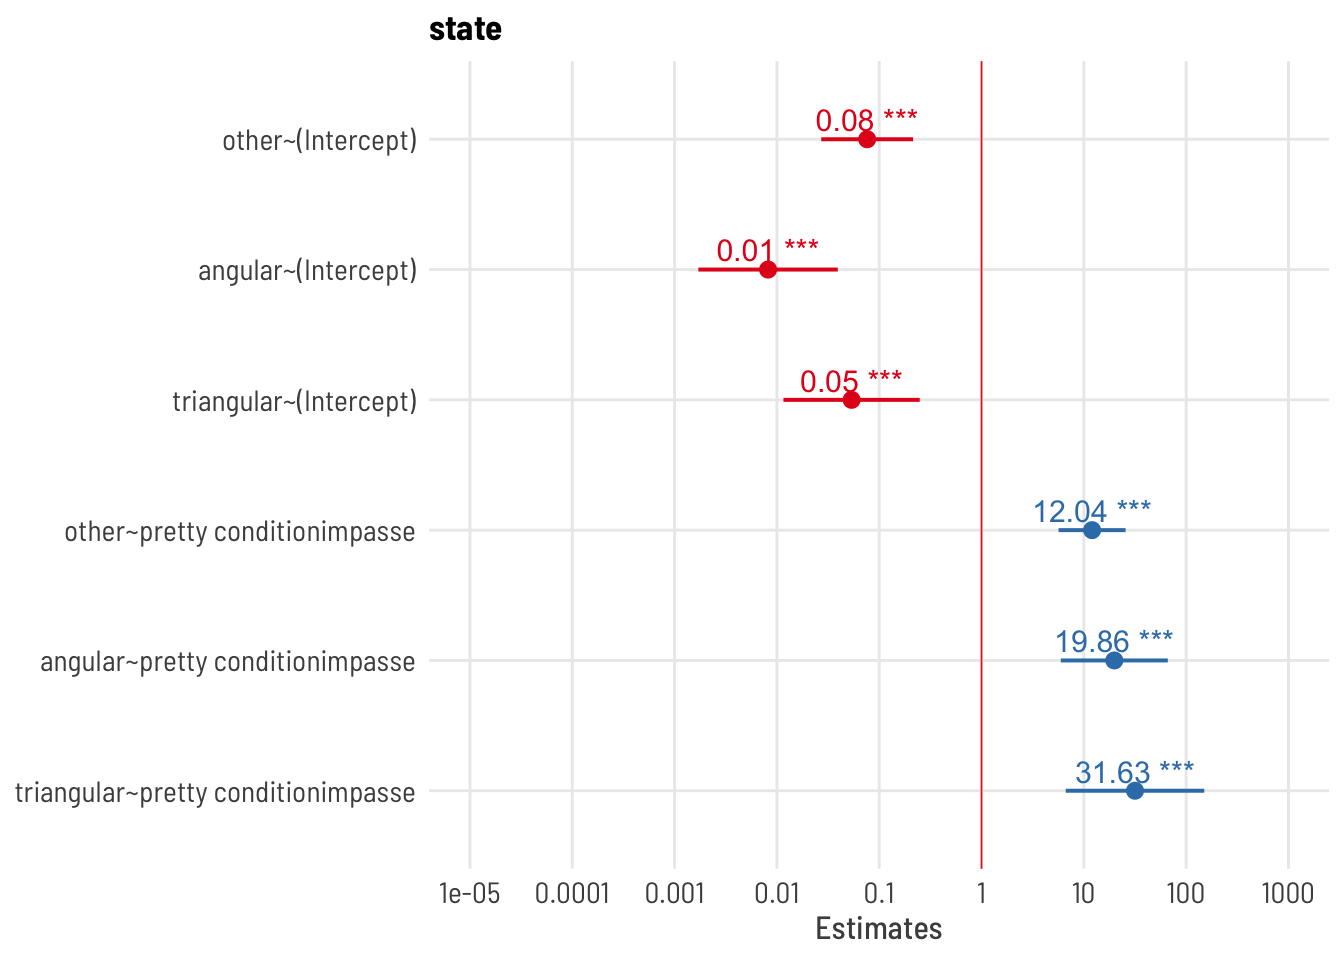 state
other~(Intercept)
0.08 ***
angular~(Intercept)
0.01 ***
triangular~(Intercept)
0.05 ***
other~pretty conditionimpasse
12.04 ***
angular~pretty conditionimpasse
19.86 ***
triangular~pretty conditionimpasse
31.63 ***
1e-05 0.0001 0.001 0.01 0.1 1 10 100 1000
Estimates